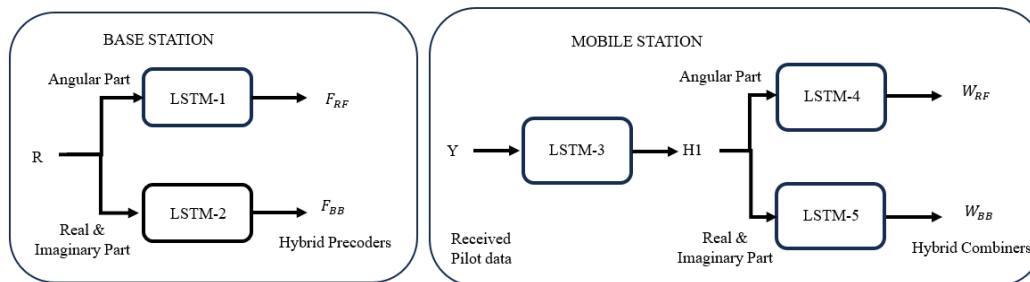 BASE STATION
Angular Part
LSTM-1
F_RF
R
LSTM-2
F_BB
Real &
Imaginary Part
Hybrid Precoders
MOBILE STATION
Angular Part
LSTM-4
W_RF
Y
LSTM-3
H1
LSTM-5
W_BB
Received
Pilot data
Real &
Imaginary Part
Hybrid Combiners